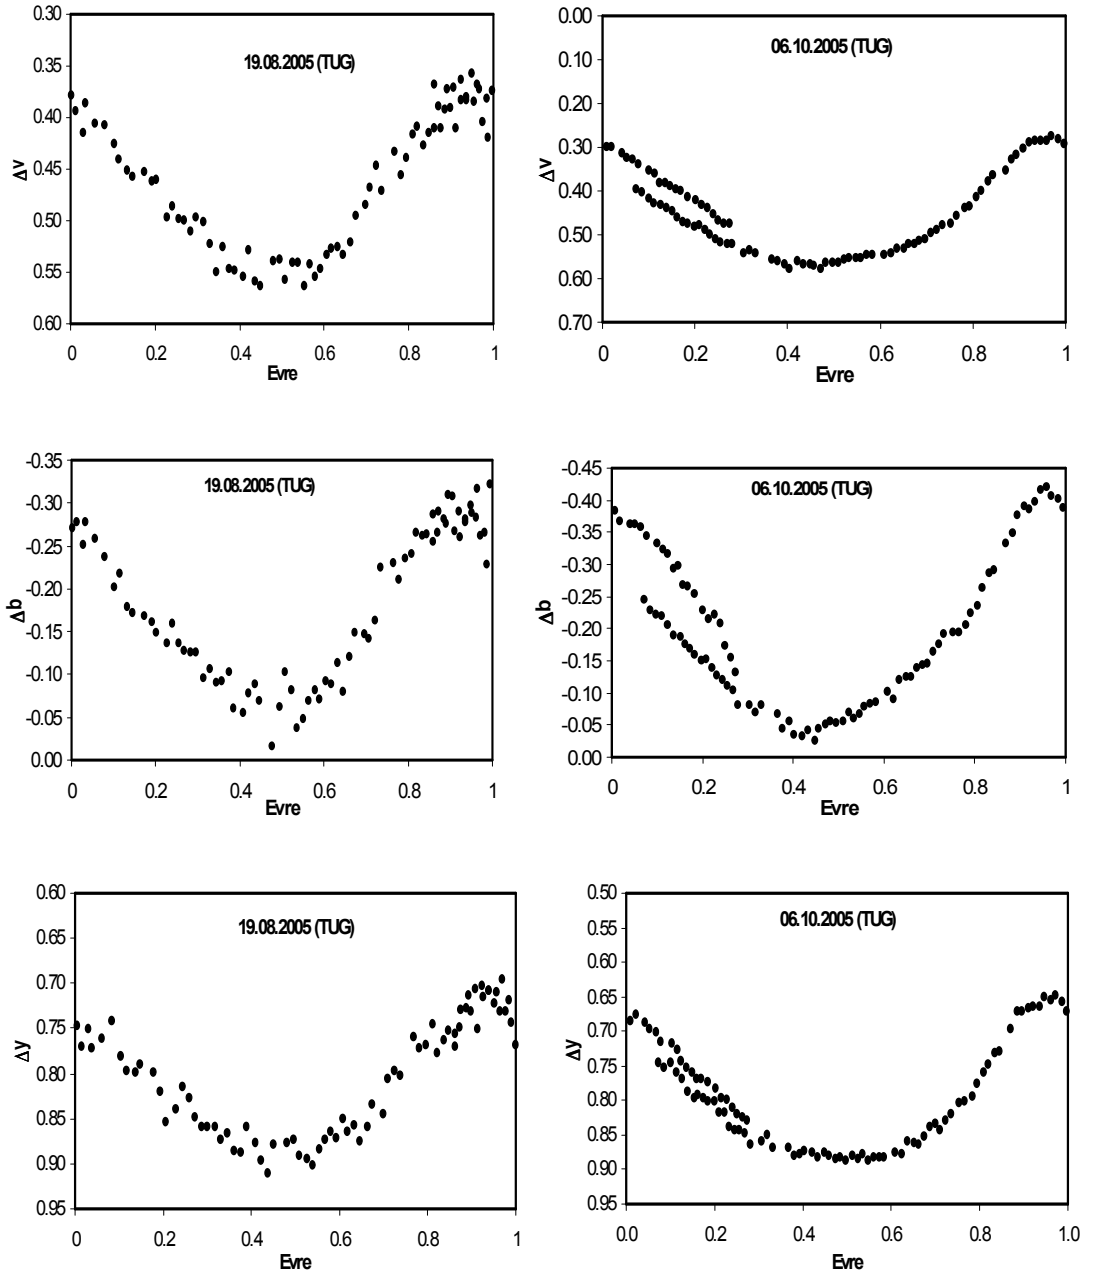 19.08.2005 (TUG)
Δv
0.30
0.35
0.40
0.45
0.50
0.55
0.60
0 0.2 0.4 0.6 0.8 1
Evre
06.10.2005 (TUG)
Δv
0.00
0.10
0.20
0.30
0.40
0.50
0.60
0.70
0 0.2 0.4 0.6 0.8 1
Evre
19.08.2005 (TUG)
Δb
-0.35
-0.30
-0.25
-0.20
-0.15
-0.10
-0.05
0.00
0 0.2 0.4 0.6 0.8 1
Evre
06.10.2005 (TUG)
Δb
-0.45
-0.40
-0.35
-0.30
-0.25
-0.20
-0.15
-0.10
-0.05
0.00
0 0.2 0.4 0.6 0.8 1
Evre
19.08.2005 (TUG)
Δy
0.60
0.65
0.70
0.75
0.80
0.85
0.90
0.95
0 0.2 0.4 0.6 0.8 1
Evre
06.10.2005 (TUG)
Δy
0.50
0.55
0.60
0.65
0.70
0.75
0.80
0.85
0.90
0.95
0.0 0.2 0.4 0.6 0.8 1.0
Evre